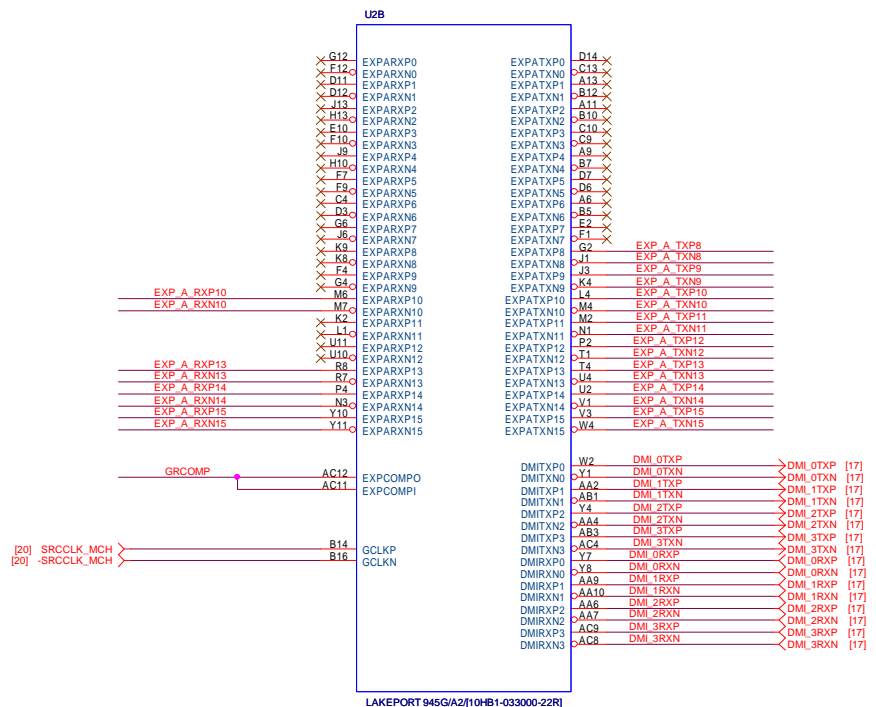 U2B
G12 EXPARXP0 EXPATXP0 D14
F12 EXPARXN0 EXPATXN0 C13
D11 EXPARXP1 EXPATXP1 A13
D12 EXPARXN1 EXPATXN1 B12
J13 EXPARXP2 EXPATXP2 A11
H13 EXPARXN2 EXPATXN2 B10
E10 EXPARXP3 EXPATXP3 C10
F10 EXPARXN3 EXPATXN3 C9
J9 EXPARXP4 EXPATXP4 A9
H10 EXPARXN4 EXPATXN4 B7
F7 EXPARXP5 EXPATXP5 D7
F9 EXPARXN5 EXPATXN5 D6
C4 EXPARXP6 EXPATXP6 A6
D3 EXPARXN6 EXPATXN6 B5
G6 EXPARXP7 EXPATXP7 E2
J6 EXPARXN7 EXPATXN7 F1
K9 EXPARXP8 EXPATXP8 G2 EXP_A_TXP8
K8 EXPARXN8 EXPATXN8 J1 EXP_A_TXN8
F4 EXPARXP9 EXPATXP9 J3 EXP_A_TXP9
G4 EXPARXN9 EXPATXN9 K4 EXP_A_TXN9
EXP_A_RXP10 M6 EXPARXP10 EXPATXP10 L4 EXP_A_TXP10
EXP_A_RXN10 M7 EXPARXN10 EXPATXN10 M4 EXP_A_TXN10
K2 EXPARXP11 EXPATXP11 M2 EXP_A_TXP11
L1 EXPARXN11 EXPATXN11 N1 EXP_A_TXN11
U11 EXPARXP12 EXPATXP12 P2 EXP_A_TXP12
U10 EXPARXN12 EXPATXN12 T1 EXP_A_TXN12
EXP_A_RXP13 R8 EXPARXP13 EXPATXP13 T4 EXP_A_TXP13
EXP_A_RXN13 R7 EXPARXN13 EXPATXN13 U4 EXP_A_TXN13
EXP_A_RXP14 P4 EXPARXP14 EXPATXP14 U2 EXP_A_TXP14
EXP_A_RXN14 N3 EXPARXN14 EXPATXN14 V1 EXP_A_TXN14
EXP_A_RXP15 Y10 EXPARXP15 EXPATXP15 V3 EXP_A_TXP15
EXP_A_RXN15 Y11 EXPARXN15 EXPATXN15 W4 EXP_A_TXN15
DMITXP0 W2 DMI_0TXP DMI_0TXP [17]
GRCOMP AC12 EXPCOMPO DMITXN0 Y1 DMI_0TXN DMI_0TXN [17]
AC11 EXPCOMPI DMITXP1 AA2 DMI_1TXP DMI_1TXP [17]
DMITXN1 AB1 DMI_1TXN DMI_1TXN [17]
DMITXP2 Y4 DMI_2TXP DMI_2TXP [17]
DMITXN2 AA4 DMI_2TXN DMI_2TXN [17]
DMITXP3 AB3 DMI_3TXP DMI_3TXP [17]
[20] SRCCLK_MCH B14 GCLKP DMITXN3 AC4 DMI_3TXN DMI_3TXN [17]
[20] -SRCCLK_MCH B16 GCLKN DMIRXP0 Y7 DMI_0RXP DMI_0RXP [17]
DMIRXN0 Y8 DMI_0RXN DMI_0RXN [17]
DMIRXP1 AA9 DMI_1RXP DMI_1RXP [17]
DMIRXN1 AA10 DMI_1RXN DMI_1RXN [17]
DMIRXP2 AA6 DMI_2RXP DMI_2RXP [17]
DMIRXN2 AA7 DMI_2RXN DMI_2RXN [17]
DMIRXP3 AC9 DMI_3RXP DMI_3RXP [17]
DMIRXN3 AC8 DMI_3RXN DMI_3RXN [17]
LAKEPORT 945G/A2/[10HB1-033000-22R]